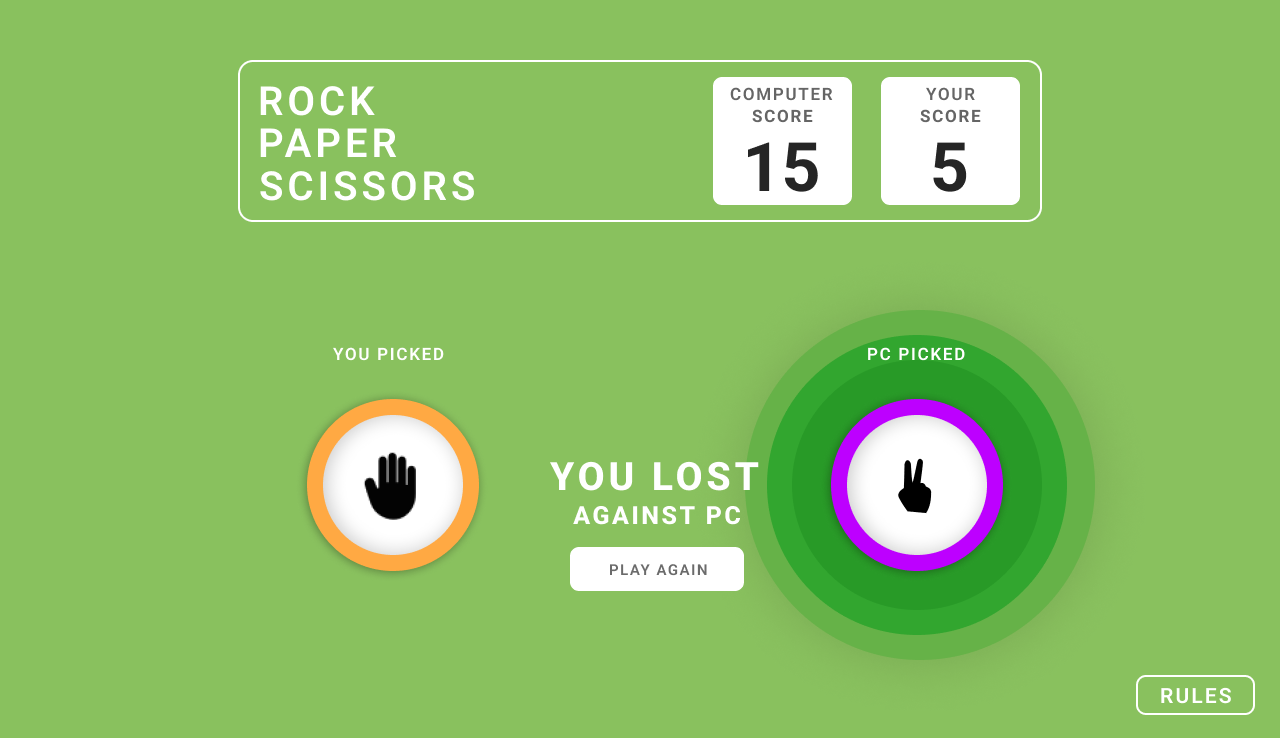 ROCK
PAPER
SCISSORS
COMPUTER
SCORE
15
YOUR
SCORE
5
YOU PICKED
PC PICKED
YOU LOST
AGAINST PC
PLAY AGAIN
RULES